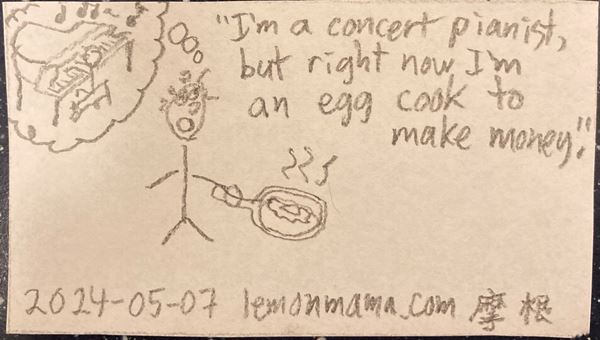 "I'm a concert pianist,
but right now I'm
an egg cook to
make money."
2024-05-07 lemonmama.com 摩根